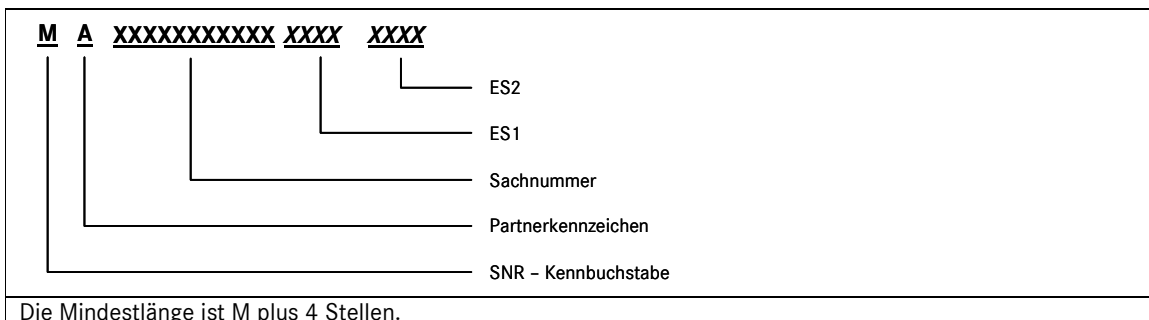 M A XXXXXXXXXXX XXXX XXXX
ES2
ES1
Sachnummer
Partnerkennzeichen
SNR – Kennbuchstabe
Die Mindestlänge ist M plus 4 Stellen.